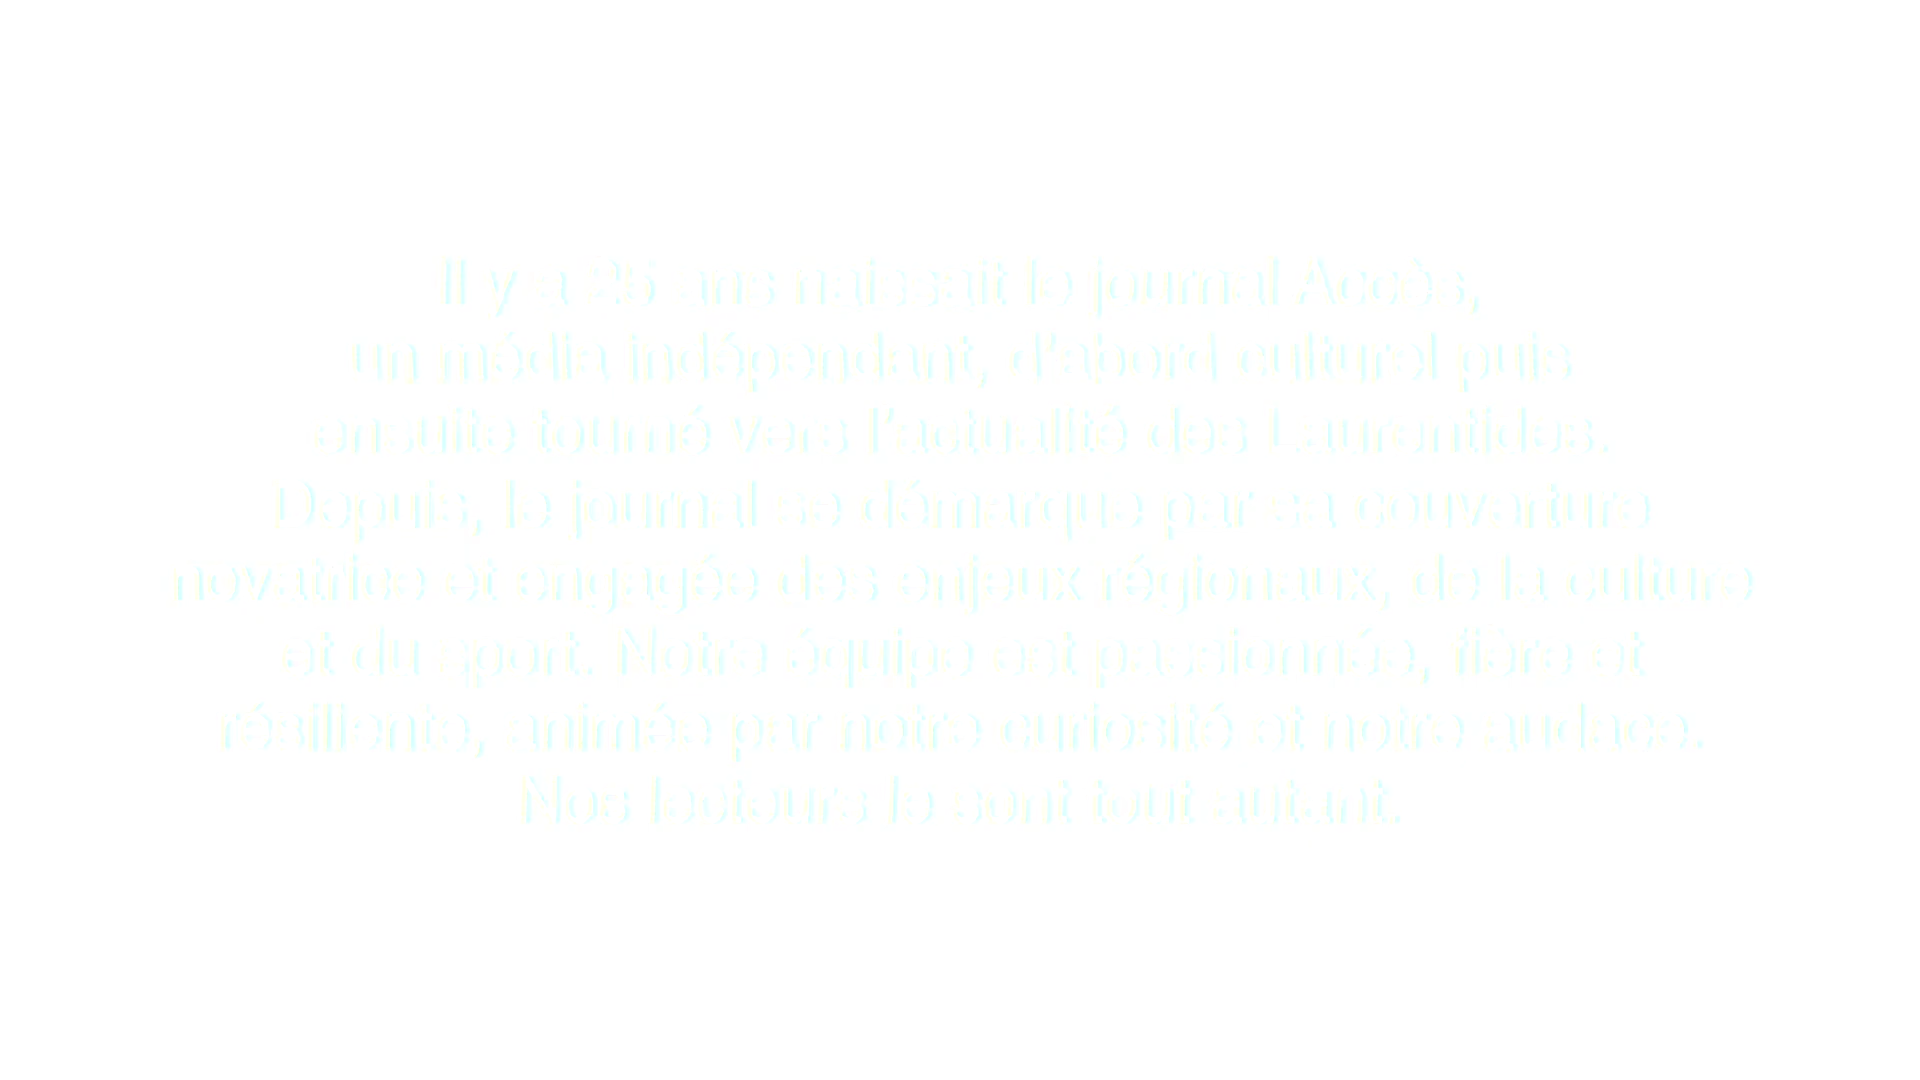 Il y a 25 ans naissait le journal Accès,
un média indépendant, d'abord culturel puis
ensuite tourné vers l'actualité des Laurentides.
Depuis, le journal se démarque par sa couverture
novatrice et engagée des enjeux régionaux, de la culture
et du sport. Notre équipe est passionnée, fière et
résiliente, animée par notre curiosité et notre audace.
Nos lecteurs le sont tout autant.